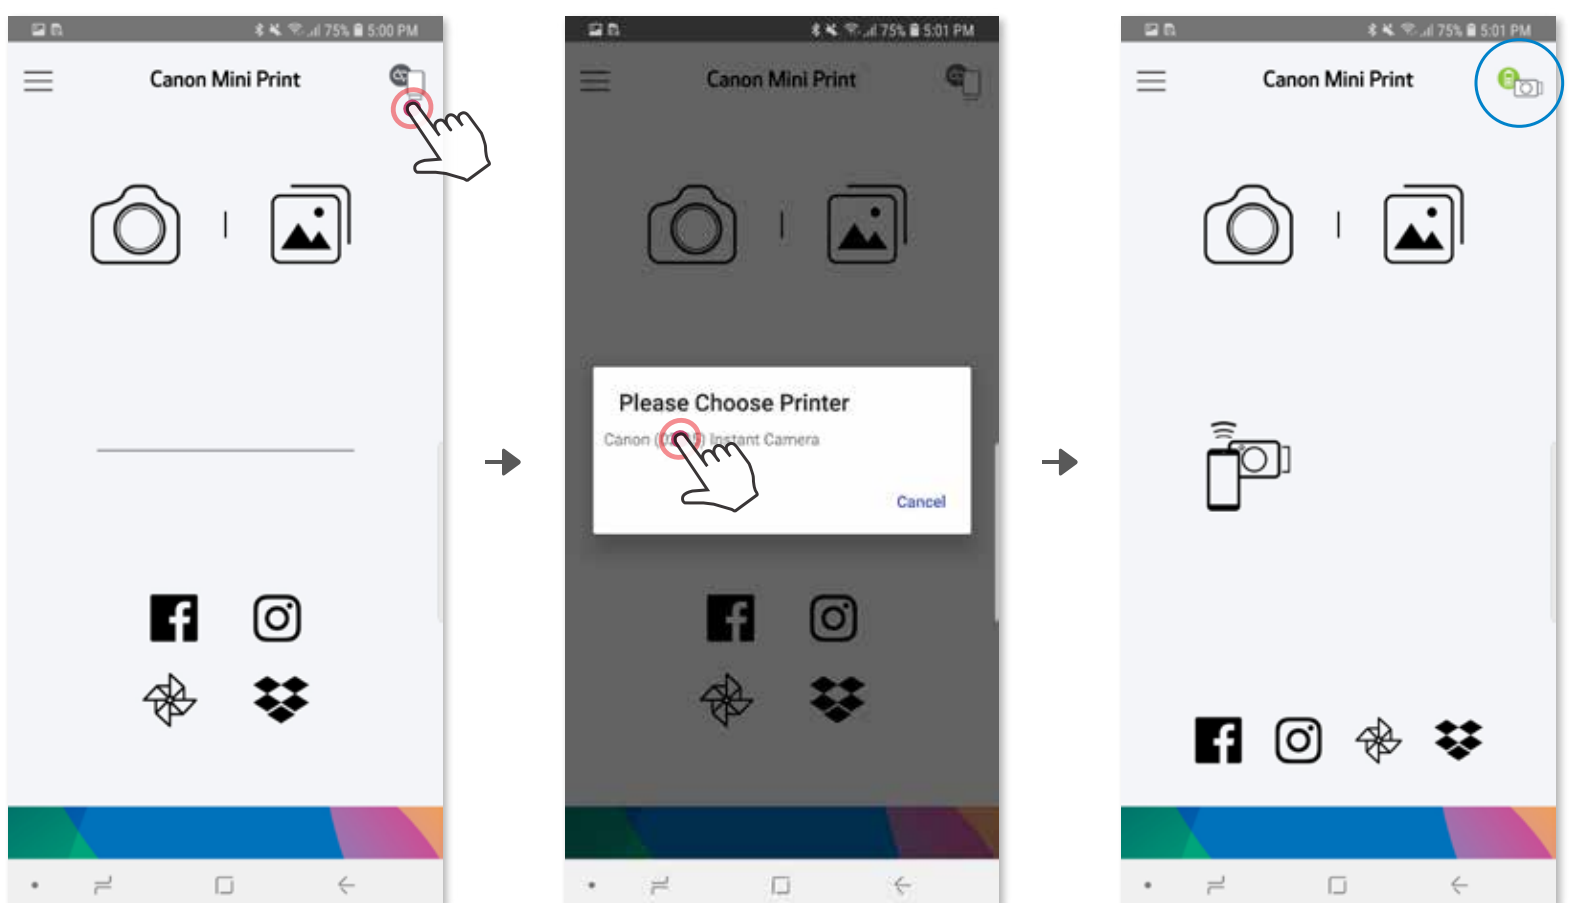 75% 5:00 PM
Canon Mini Print
75% 5:01 PM
Canon Mini Print
Please Choose Printer
Canon ( ) Instant Camera
Cancel
75% 5:01 PM
Canon Mini Print